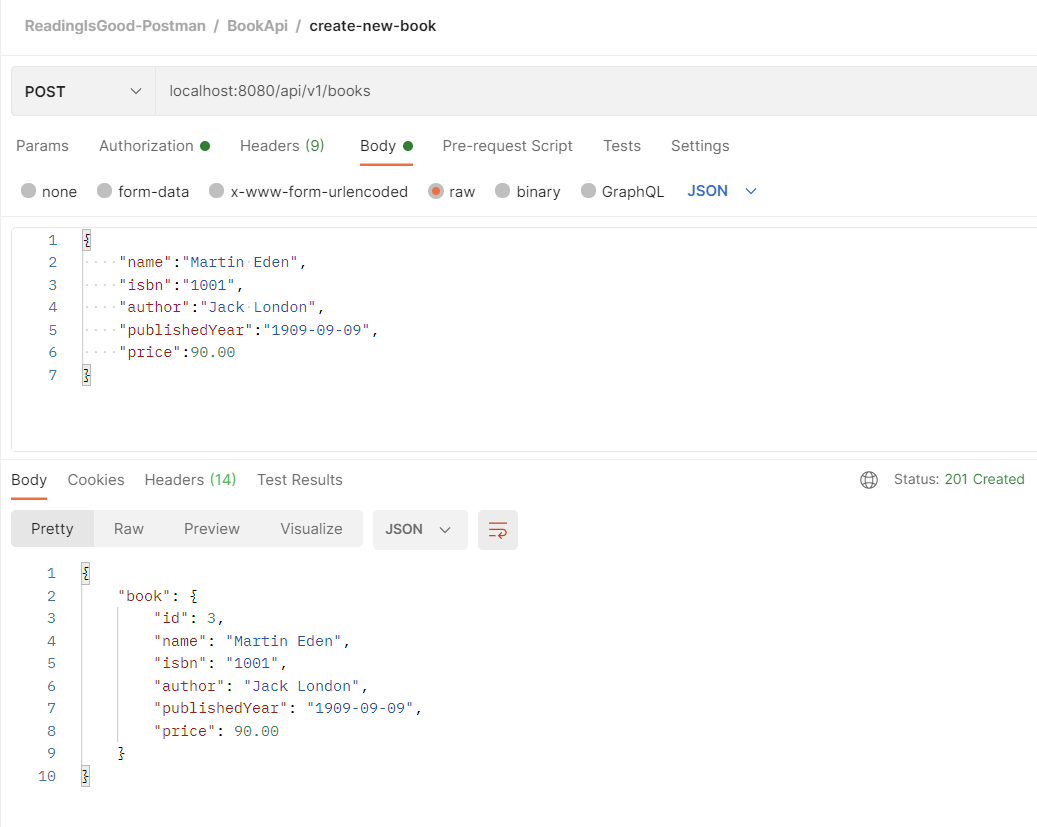 ReadingIsGood-Postman / BookApi / create-new-book
POST localhost:8080/api/v1/books
Params Authorization Headers (9) Body Pre-request Script Tests Settings
none form-data x-www-form-urlencoded raw binary GraphQL JSON
1 {
2 ····"name":"Martin·Eden",
3 ····"isbn":"1001",
4 ····"author":"Jack·London",
5 ····"publishedYear":"1909-09-09",
6 ····"price":90.00
7 }
Body Cookies Headers (14) Test Results Status: 201 Created
Pretty Raw Preview Visualize JSON
1 {
2     "book": {
3         "id": 3,
4         "name": "Martin Eden",
5         "isbn": "1001",
6         "author": "Jack London",
7         "publishedYear": "1909-09-09",
8         "price": 90.00
9     }
10 }